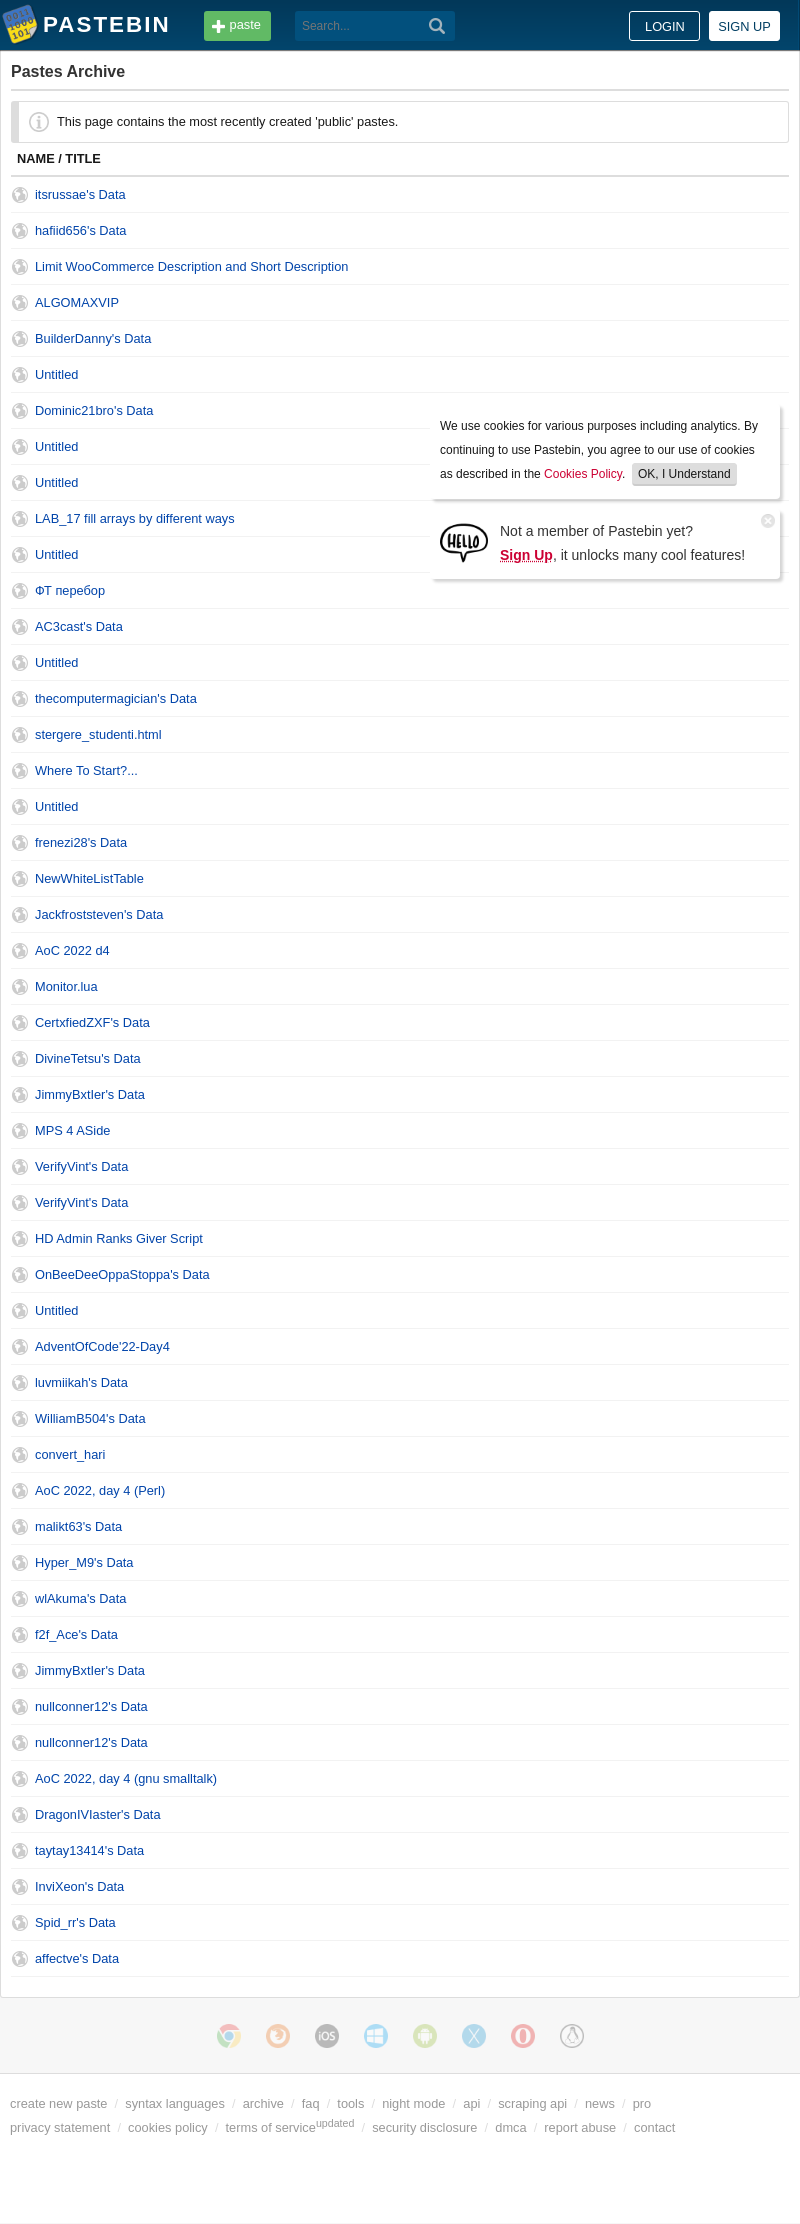 PASTEBIN
paste
Search...
LOGIN
SIGN UP
Pastes Archive
This page contains the most recently created 'public' pastes.
NAME / TITLE
itsrussae's Data
hafiid656's Data
Limit WooCommerce Description and Short Description
ALGOMAXVIP
BuilderDanny's Data
Untitled
Dominic21bro's Data
Untitled
Untitled
LAB_17 fill arrays by different ways
Untitled
ФТ перебор
AC3cast's Data
Untitled
thecomputermagician's Data
stergere_studenti.html
Where To Start?...
Untitled
frenezi28's Data
NewWhiteListTable
Jackfroststeven's Data
AoC 2022 d4
Monitor.lua
CertxfiedZXF's Data
DivineTetsu's Data
JimmyBxtIer's Data
MPS 4 ASide
VerifyVint's Data
VerifyVint's Data
HD Admin Ranks Giver Script
OnBeeDeeOppaStoppa's Data
Untitled
AdventOfCode'22-Day4
luvmiikah's Data
WilliamB504's Data
convert_hari
AoC 2022, day 4 (Perl)
malikt63's Data
Hyper_M9's Data
wlAkuma's Data
f2f_Ace's Data
JimmyBxtIer's Data
nullconner12's Data
nullconner12's Data
AoC 2022, day 4 (gnu smalltalk)
DragonIVIaster's Data
taytay13414's Data
InviXeon's Data
Spid_rr's Data
affectve's Data
We use cookies for various purposes including analytics. By
continuing to use Pastebin, you agree to our use of cookies
as described in the Cookies Policy. OK, I Understand
HELLO
Not a member of Pastebin yet?
Sign Up, it unlocks many cool features!
iOS
create new paste / syntax languages / archive / faq / tools / night mode / api / scraping api / news / pro
privacy statement / cookies policy / terms of service updated / security disclosure / dmca / report abuse / contact